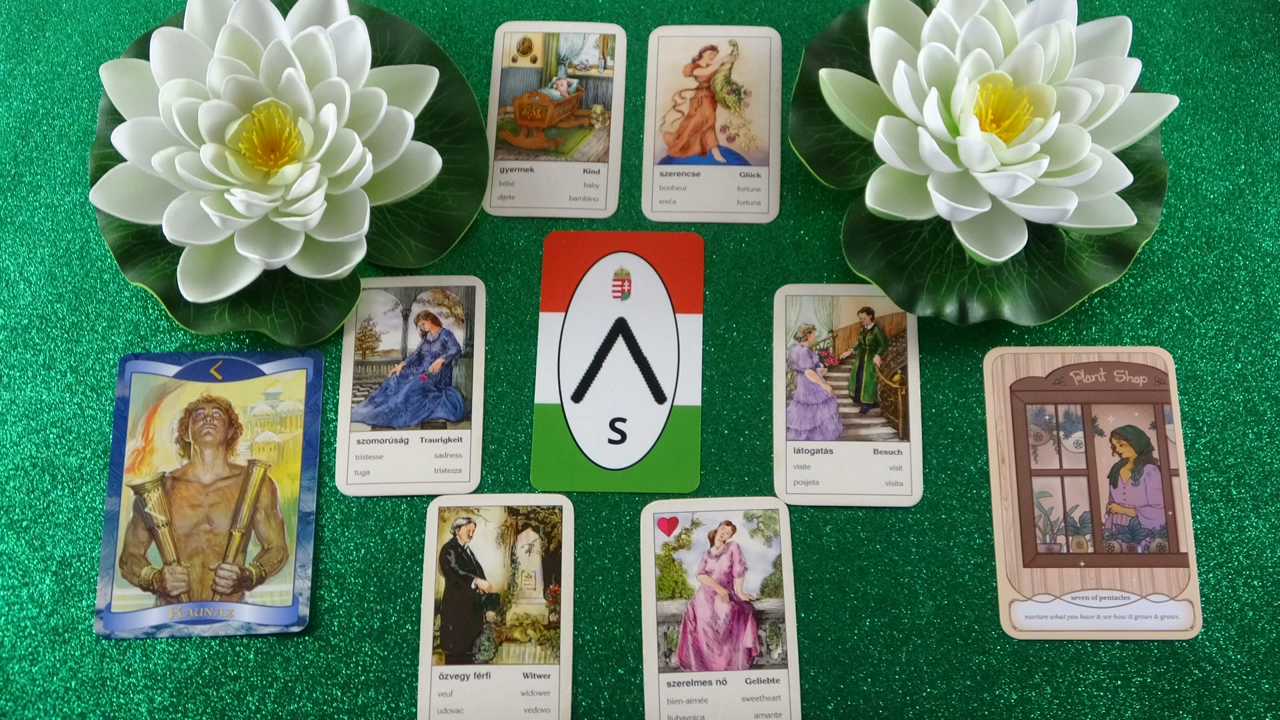 gyermek Kind
bébé baby
dijete bambino
szerencse Glück
bonheur fortune
sreća fortuna
szomorúság Traurigkeit
tristesse sadness
tuga tristezza
S
látogatás Besuch
visite visit
posjeta visita
KAUNAZ
Plant Shop
seven of pentacles
nurture what you have & see how it grows & grows.
özvegy férfi Witwer
veuf widower
udovac vedovo
szerelmes nő Geliebte
bien-aimée sweetheart
ljubavnica amante